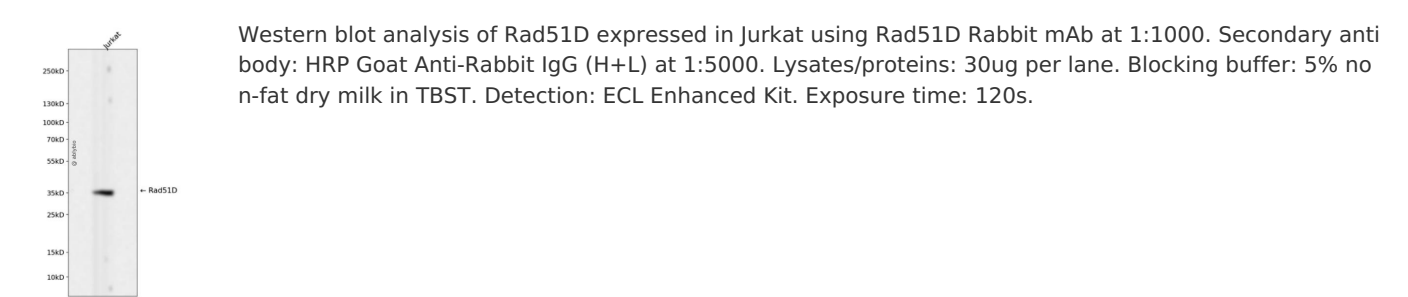 Jurkat
250kD
130kD
100kD
70kD
55kD
35kD
25kD
15kD
10kD
@ ablybio
← Rad51D
Western blot analysis of Rad51D expressed in Jurkat using Rad51D Rabbit mAb at 1:1000. Secondary anti
body: HRP Goat Anti-Rabbit IgG (H+L) at 1:5000. Lysates/proteins: 30ug per lane. Blocking buffer: 5% no
n-fat dry milk in TBST. Detection: ECL Enhanced Kit. Exposure time: 120s.